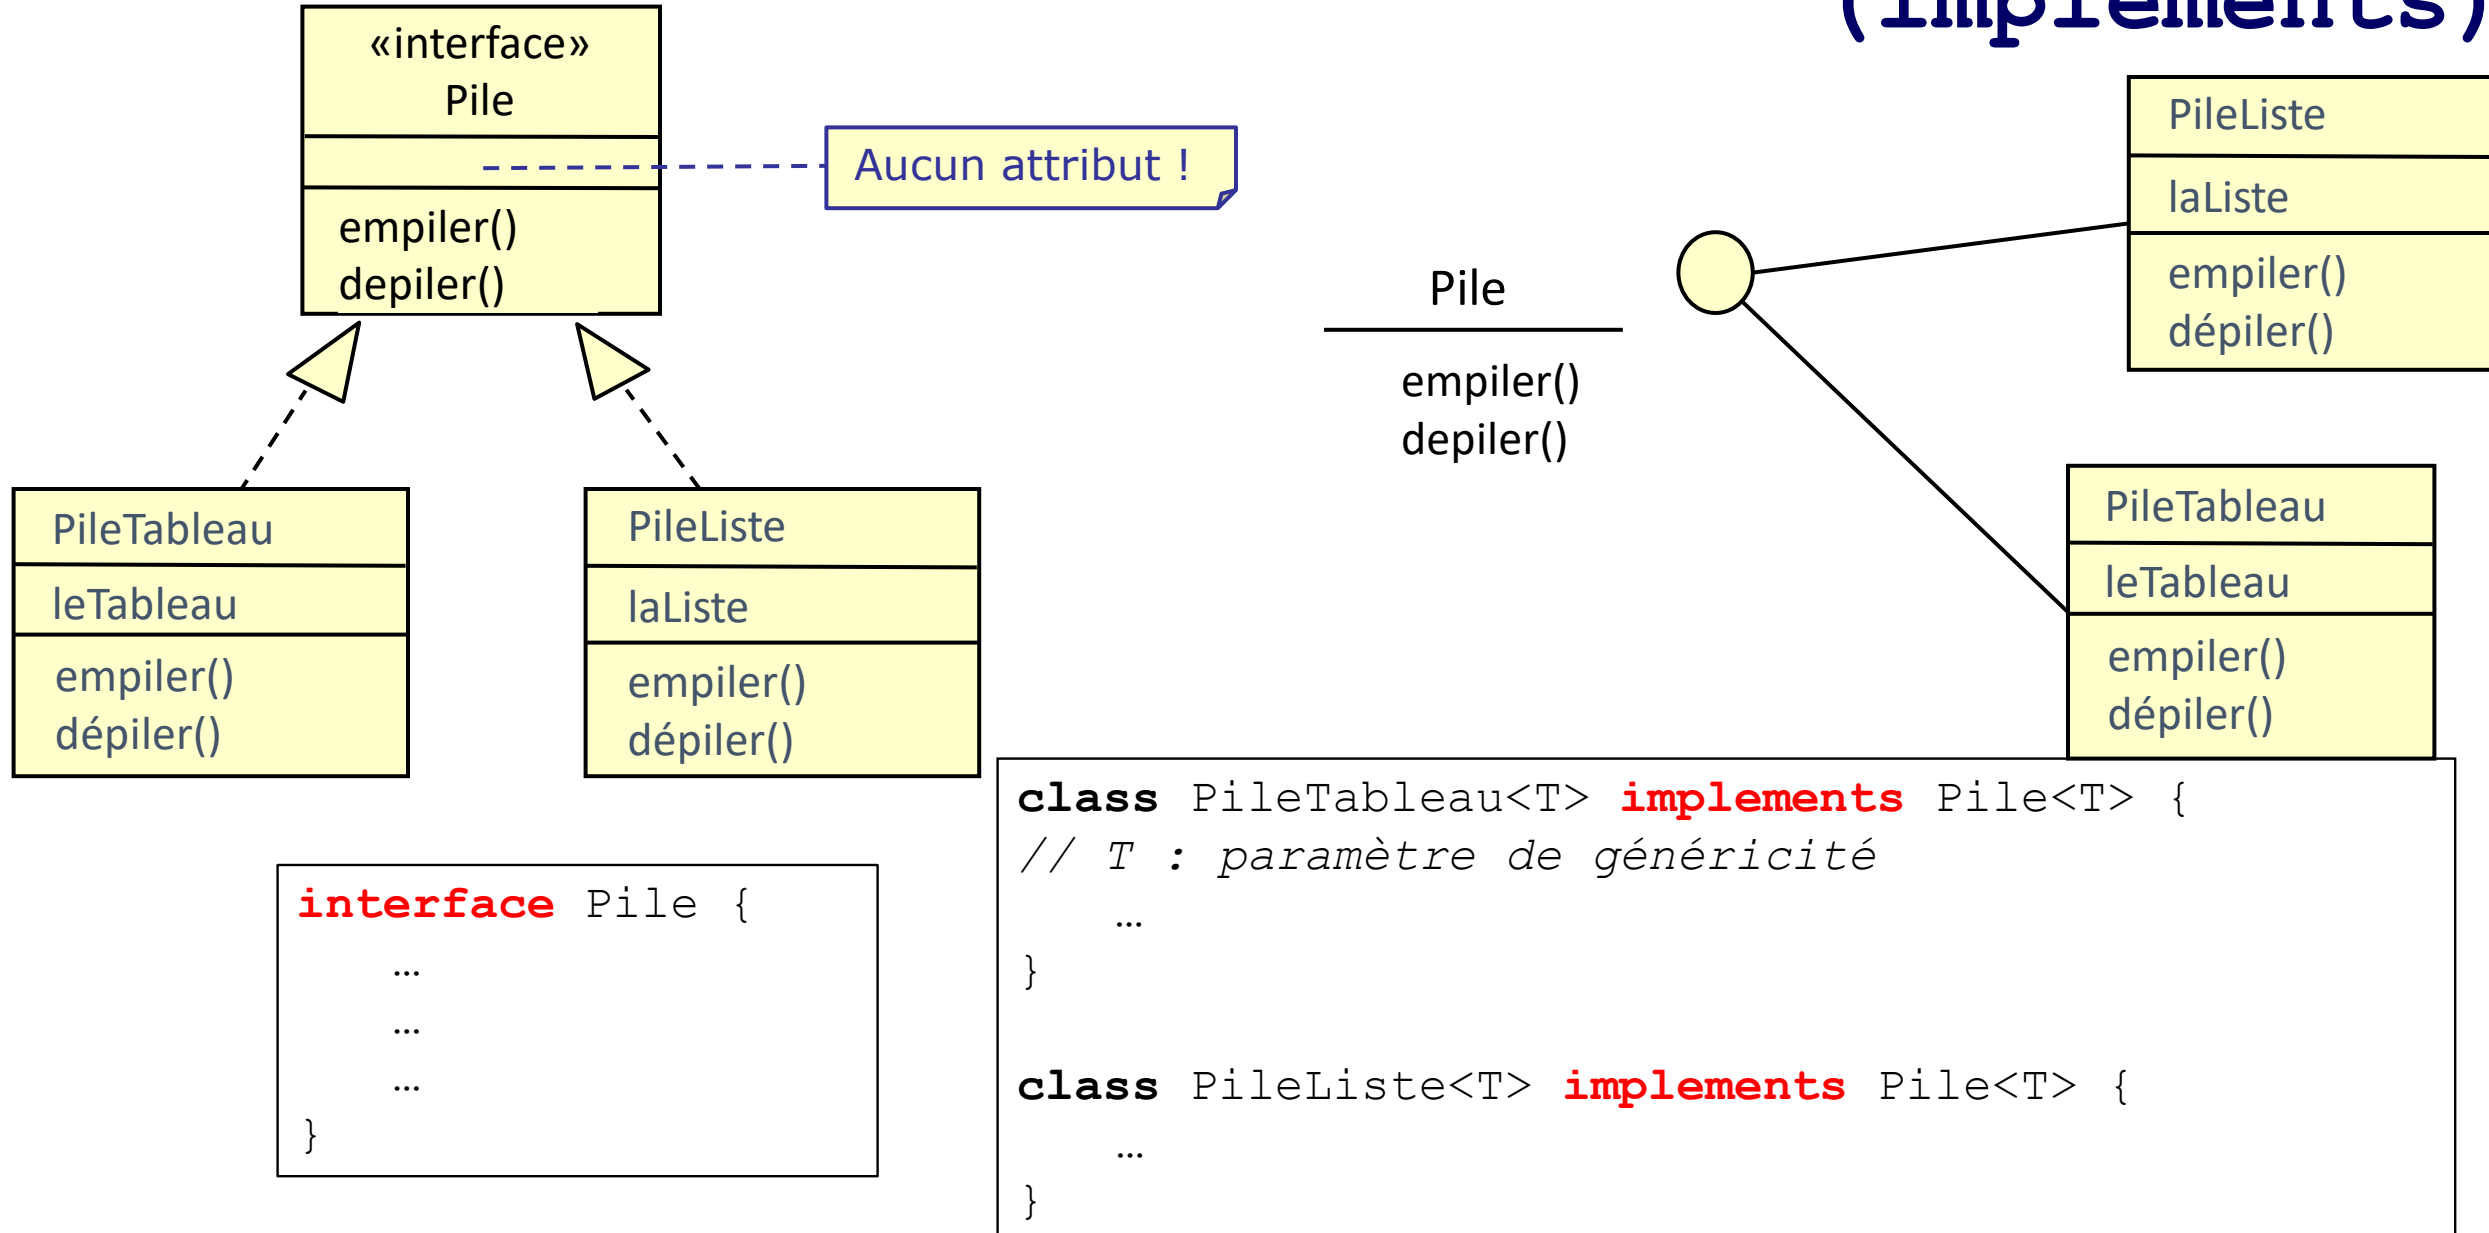 (implements)
«interface»
Pile
empiler()
depiler()
Aucun attribut !
PileTableau
leTableau
empiler()
dépiler()
PileListe
laListe
empiler()
dépiler()
Pile
empiler()
depiler()
PileListe
laListe
empiler()
dépiler()
PileTableau
leTableau
empiler()
dépiler()
interface Pile {
…
…
…
}
class PileTableau<T> implements Pile<T> {
// T : paramètre de généricité
…
}
class PileListe<T> implements Pile<T> {
…
}